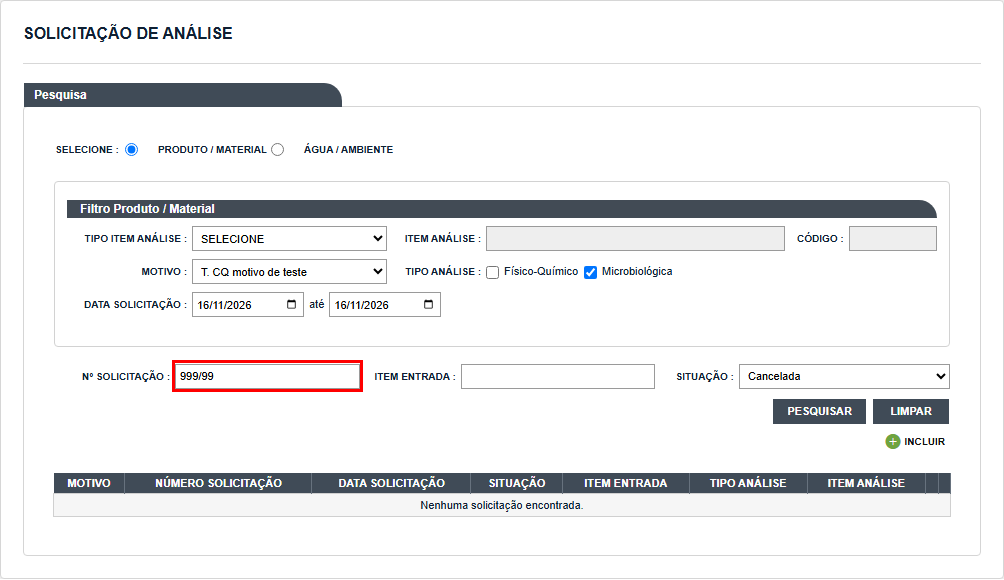 SOLICITAÇÃO DE ANÁLISE
Pesquisa
SELECIONE : PRODUTO / MATERIAL ÁGUA / AMBIENTE
Filtro Produto / Material
TIPO ITEM ANÁLISE : SELECIONE ITEM ANÁLISE : CÓDIGO :
MOTIVO : T. CQ motivo de teste TIPO ANÁLISE : Físico-Químico Microbiológica
DATA SOLICITAÇÃO : 16/11/2026 até 16/11/2026
Nº SOLICITAÇÃO : 999/99 ITEM ENTRADA : SITUAÇÃO : Cancelada
PESQUISAR LIMPAR
INCLUIR
MOTIVO NÚMERO SOLICITAÇÃO DATA SOLICITAÇÃO SITUAÇÃO ITEM ENTRADA TIPO ANÁLISE ITEM ANÁLISE
Nenhuma solicitação encontrada.